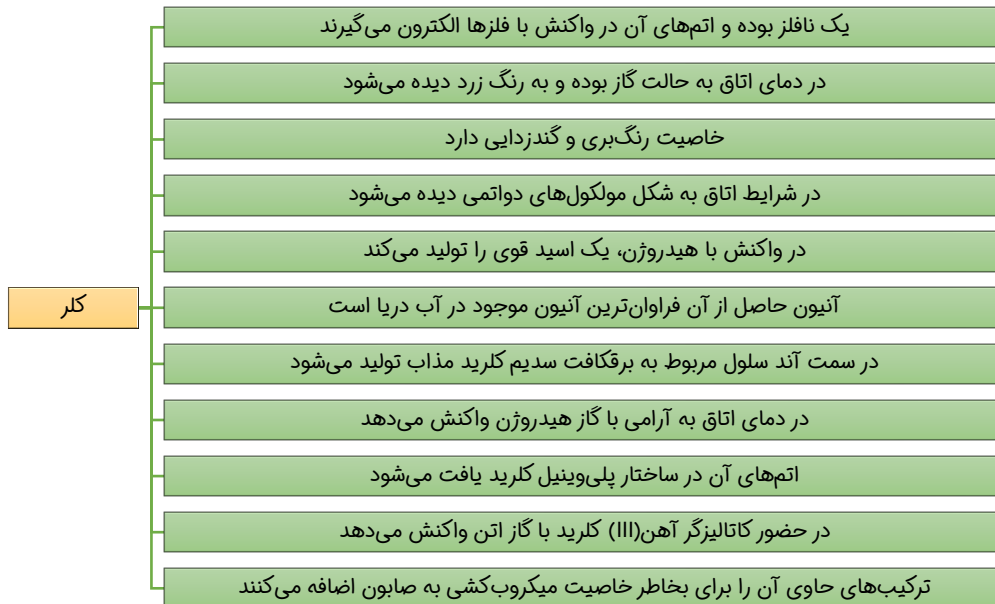 یک نافلز بوده و اتم‌های آن در واکنش با فلزها الکترون می‌گیرند
در دمای اتاق به حالت گاز بوده و به رنگ زرد دیده می‌شود
خاصیت رنگ‌بری و گندزدایی دارد
در شرایط اتاق به شکل مولکول‌های دواتمی دیده می‌شود
در واکنش با هیدروژن، یک اسید قوی را تولید می‌کند
کلر
آنیون حاصل از آن فراوان‌ترین آنیون موجود در آب دریا است
در سمت آند سلول مربوط به برقکافت سدیم کلرید مذاب تولید می‌شود
در دمای اتاق به آرامی با گاز هیدروژن واکنش می‌دهد
اتم‌های آن در ساختار پلی‌وینیل کلرید یافت می‌شود
در حضور کاتالیزگر آهن(III) کلرید با گاز اتن واکنش می‌دهد
ترکیب‌های حاوی آن را برای بخاطر خاصیت میکروب‌کشی به صابون اضافه می‌کنند